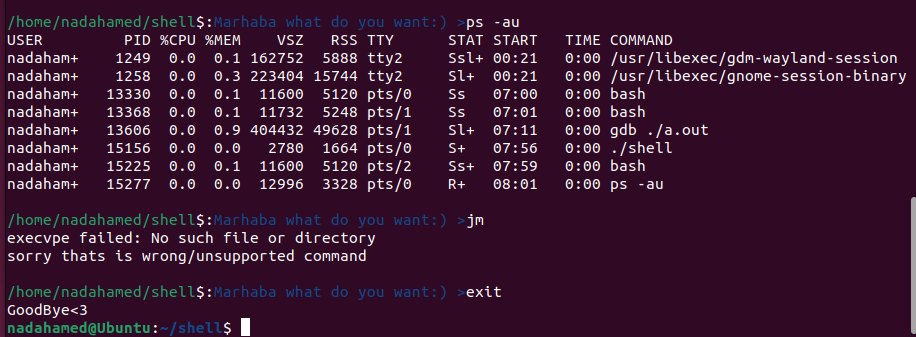 /home/nadahamed/shell$:Marhaba what do you want:) >ps -au
USER         PID %CPU %MEM    VSZ   RSS TTY      STAT START   TIME COMMAND
nadaham+    1249  0.0  0.1 162752  5888 tty2     Ssl+ 00:21   0:00 /usr/libexec/gdm-wayland-session
nadaham+    1258  0.0  0.3 223404 15744 tty2     Sl+  00:21   0:00 /usr/libexec/gnome-session-binary
nadaham+   13330  0.0  0.1  11600  5120 pts/0    Ss   07:00   0:00 bash
nadaham+   13368  0.0  0.1  11732  5248 pts/1    Ss   07:01   0:00 bash
nadaham+   13606  0.0  0.9 404432 49628 pts/1    Sl+  07:11   0:00 gdb ./a.out
nadaham+   15156  0.0  0.0   2780  1664 pts/0    S+   07:56   0:00 ./shell
nadaham+   15225  0.0  0.1  11600  5120 pts/2    Ss+  07:59   0:00 bash
nadaham+   15277  0.0  0.0  12996  3328 pts/0    R+   08:01   0:00 ps -au
/home/nadahamed/shell$:Marhaba what do you want:) >jm
execvpe failed: No such file or directory
sorry thats is wrong/unsupported command
/home/nadahamed/shell$:Marhaba what do you want:) >exit
GoodBye<3
nadahamed@Ubuntu:~/shell$